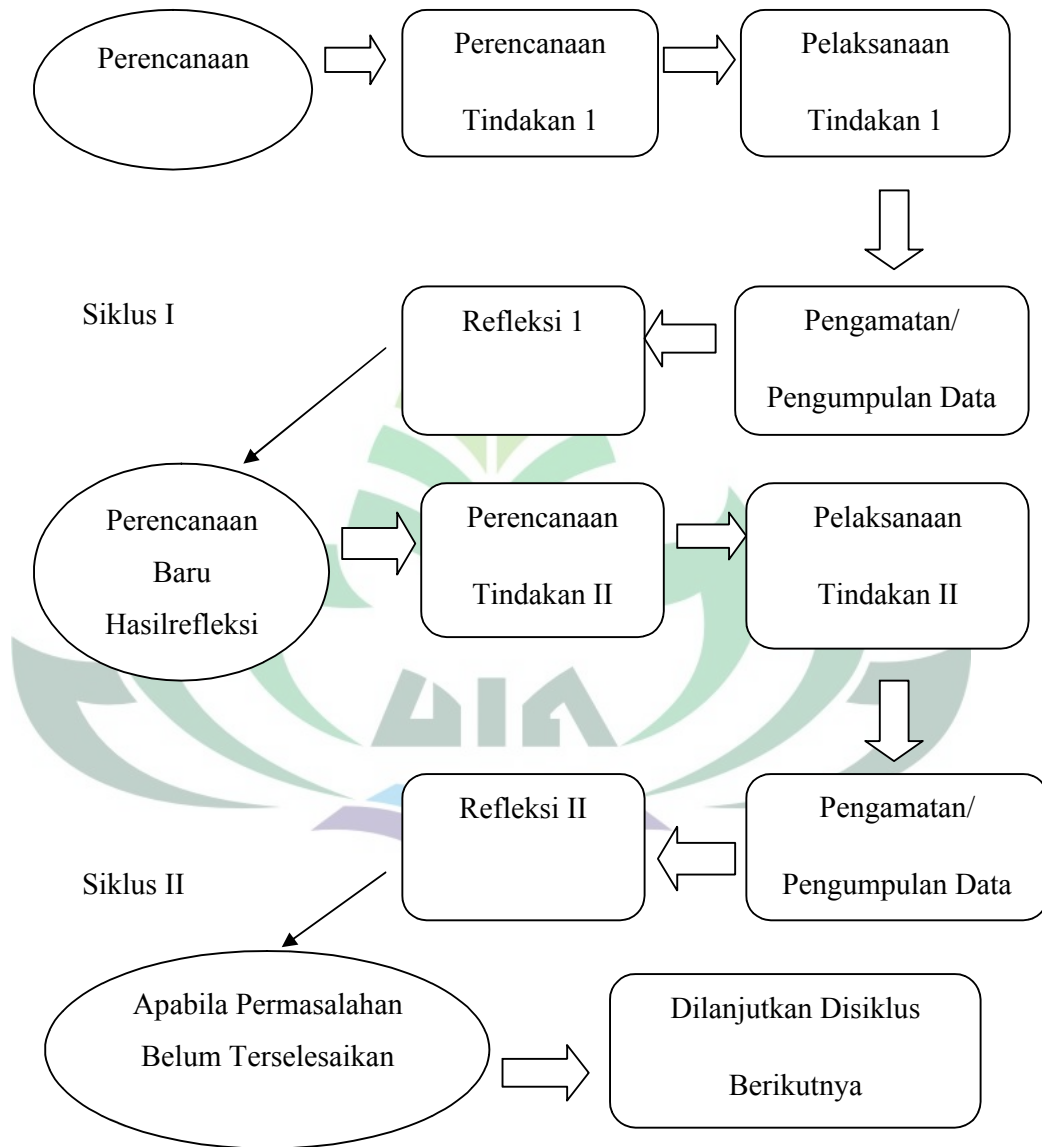 Perencanaan
Perencanaan
Tindakan 1
Pelaksanaan
Tindakan 1
Siklus I
Refleksi 1
Pengamatan/
Pengumpulan Data
Perencanaan
Baru
Hasilrefleksi
Perencanaan
Tindakan II
Pelaksanaan
Tindakan II
Siklus II
Refleksi II
Pengamatan/
Pengumpulan Data
Apabila Permasalahan
Belum Terselesaikan
Dilanjutkan Disiklus
Berikutnya